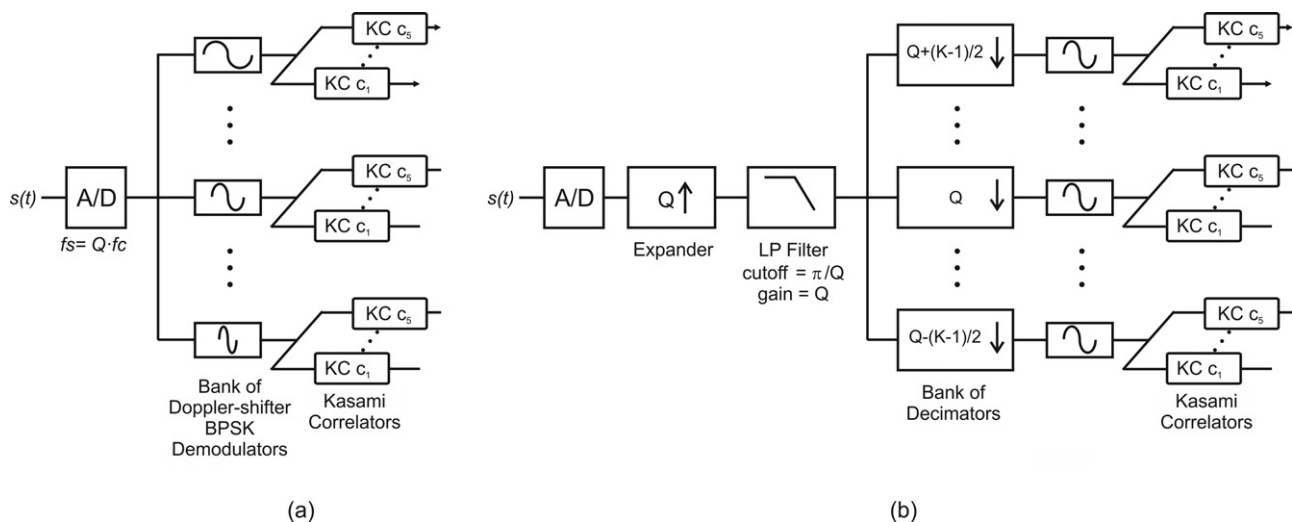 KC c₅
KC c₁
KC c₅
KC c₁
KC c₅
KC c₁
s(t)
A/D
fs= Q·fc
Bank of
Doppler-shifter
BPSK
Demodulators
Kasami
Correlators
(a)
s(t)
A/D
Q
Expander
LP Filter
cutoff = π/Q
gain = Q
Q+(K-1)/2
Q
Q-(K-1)/2
Bank of
Decimators
KC c₅
KC c₁
KC c₅
KC c₁
KC c₅
KC c₁
Kasami
Correlators
(b)